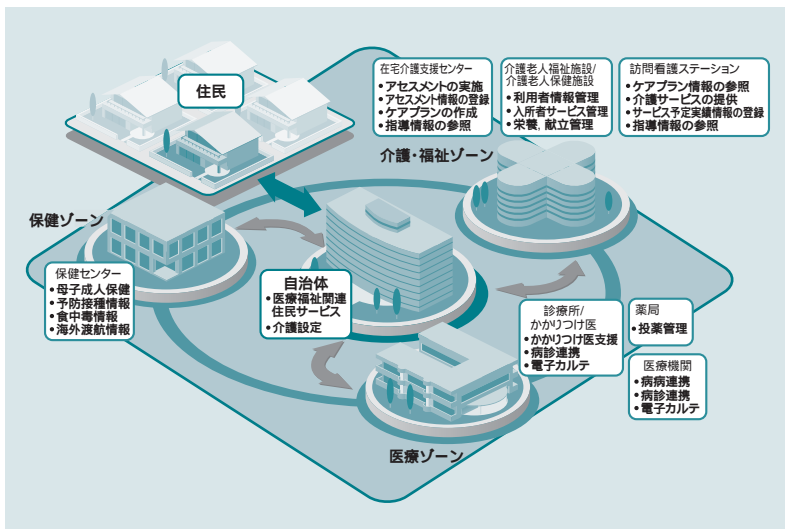 住民
在宅介護支援センター
•アセスメントの実施
•アセスメント情報の登録
•ケアプランの作成
•指導情報の参照
介護老人福祉施設/
介護老人保健施設
•利用者情報管理
•入所者サービス管理
•栄養, 献立管理
訪問看護ステーション
•ケアプラン情報の参照
•介護サービスの提供
•サービス予定実績情報の登録
•指導情報の参照
介護・福祉ゾーン
保健ゾーン
保健センター
•母子成人保健
•予防接種情報
•食中毒情報
•海外渡航情報
自治体
•医療福祉関連
住民サービス
•介護設定
診療所/
かかりつけ医
•かかりつけ医支援
•病診連携
•電子カルテ
薬局
•投薬管理
医療機関
•病病連携
•病診連携
•電子カルテ
医療ゾーン